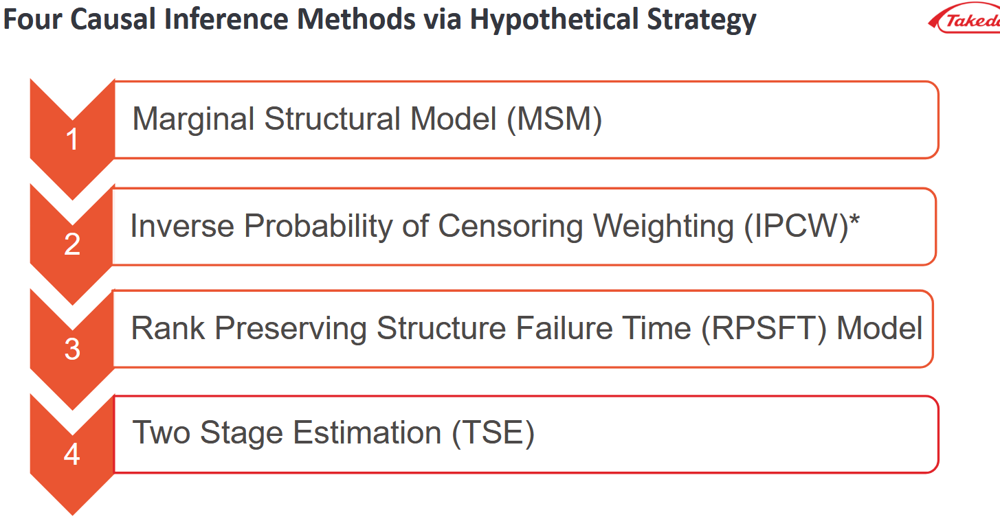 Four Causal Inference Methods via Hypothetical Strategy
Takeda
1
Marginal Structural Model (MSM)
2
Inverse Probability of Censoring Weighting (IPCW)*
3
Rank Preserving Structure Failure Time (RPSFT) Model
4
Two Stage Estimation (TSE)